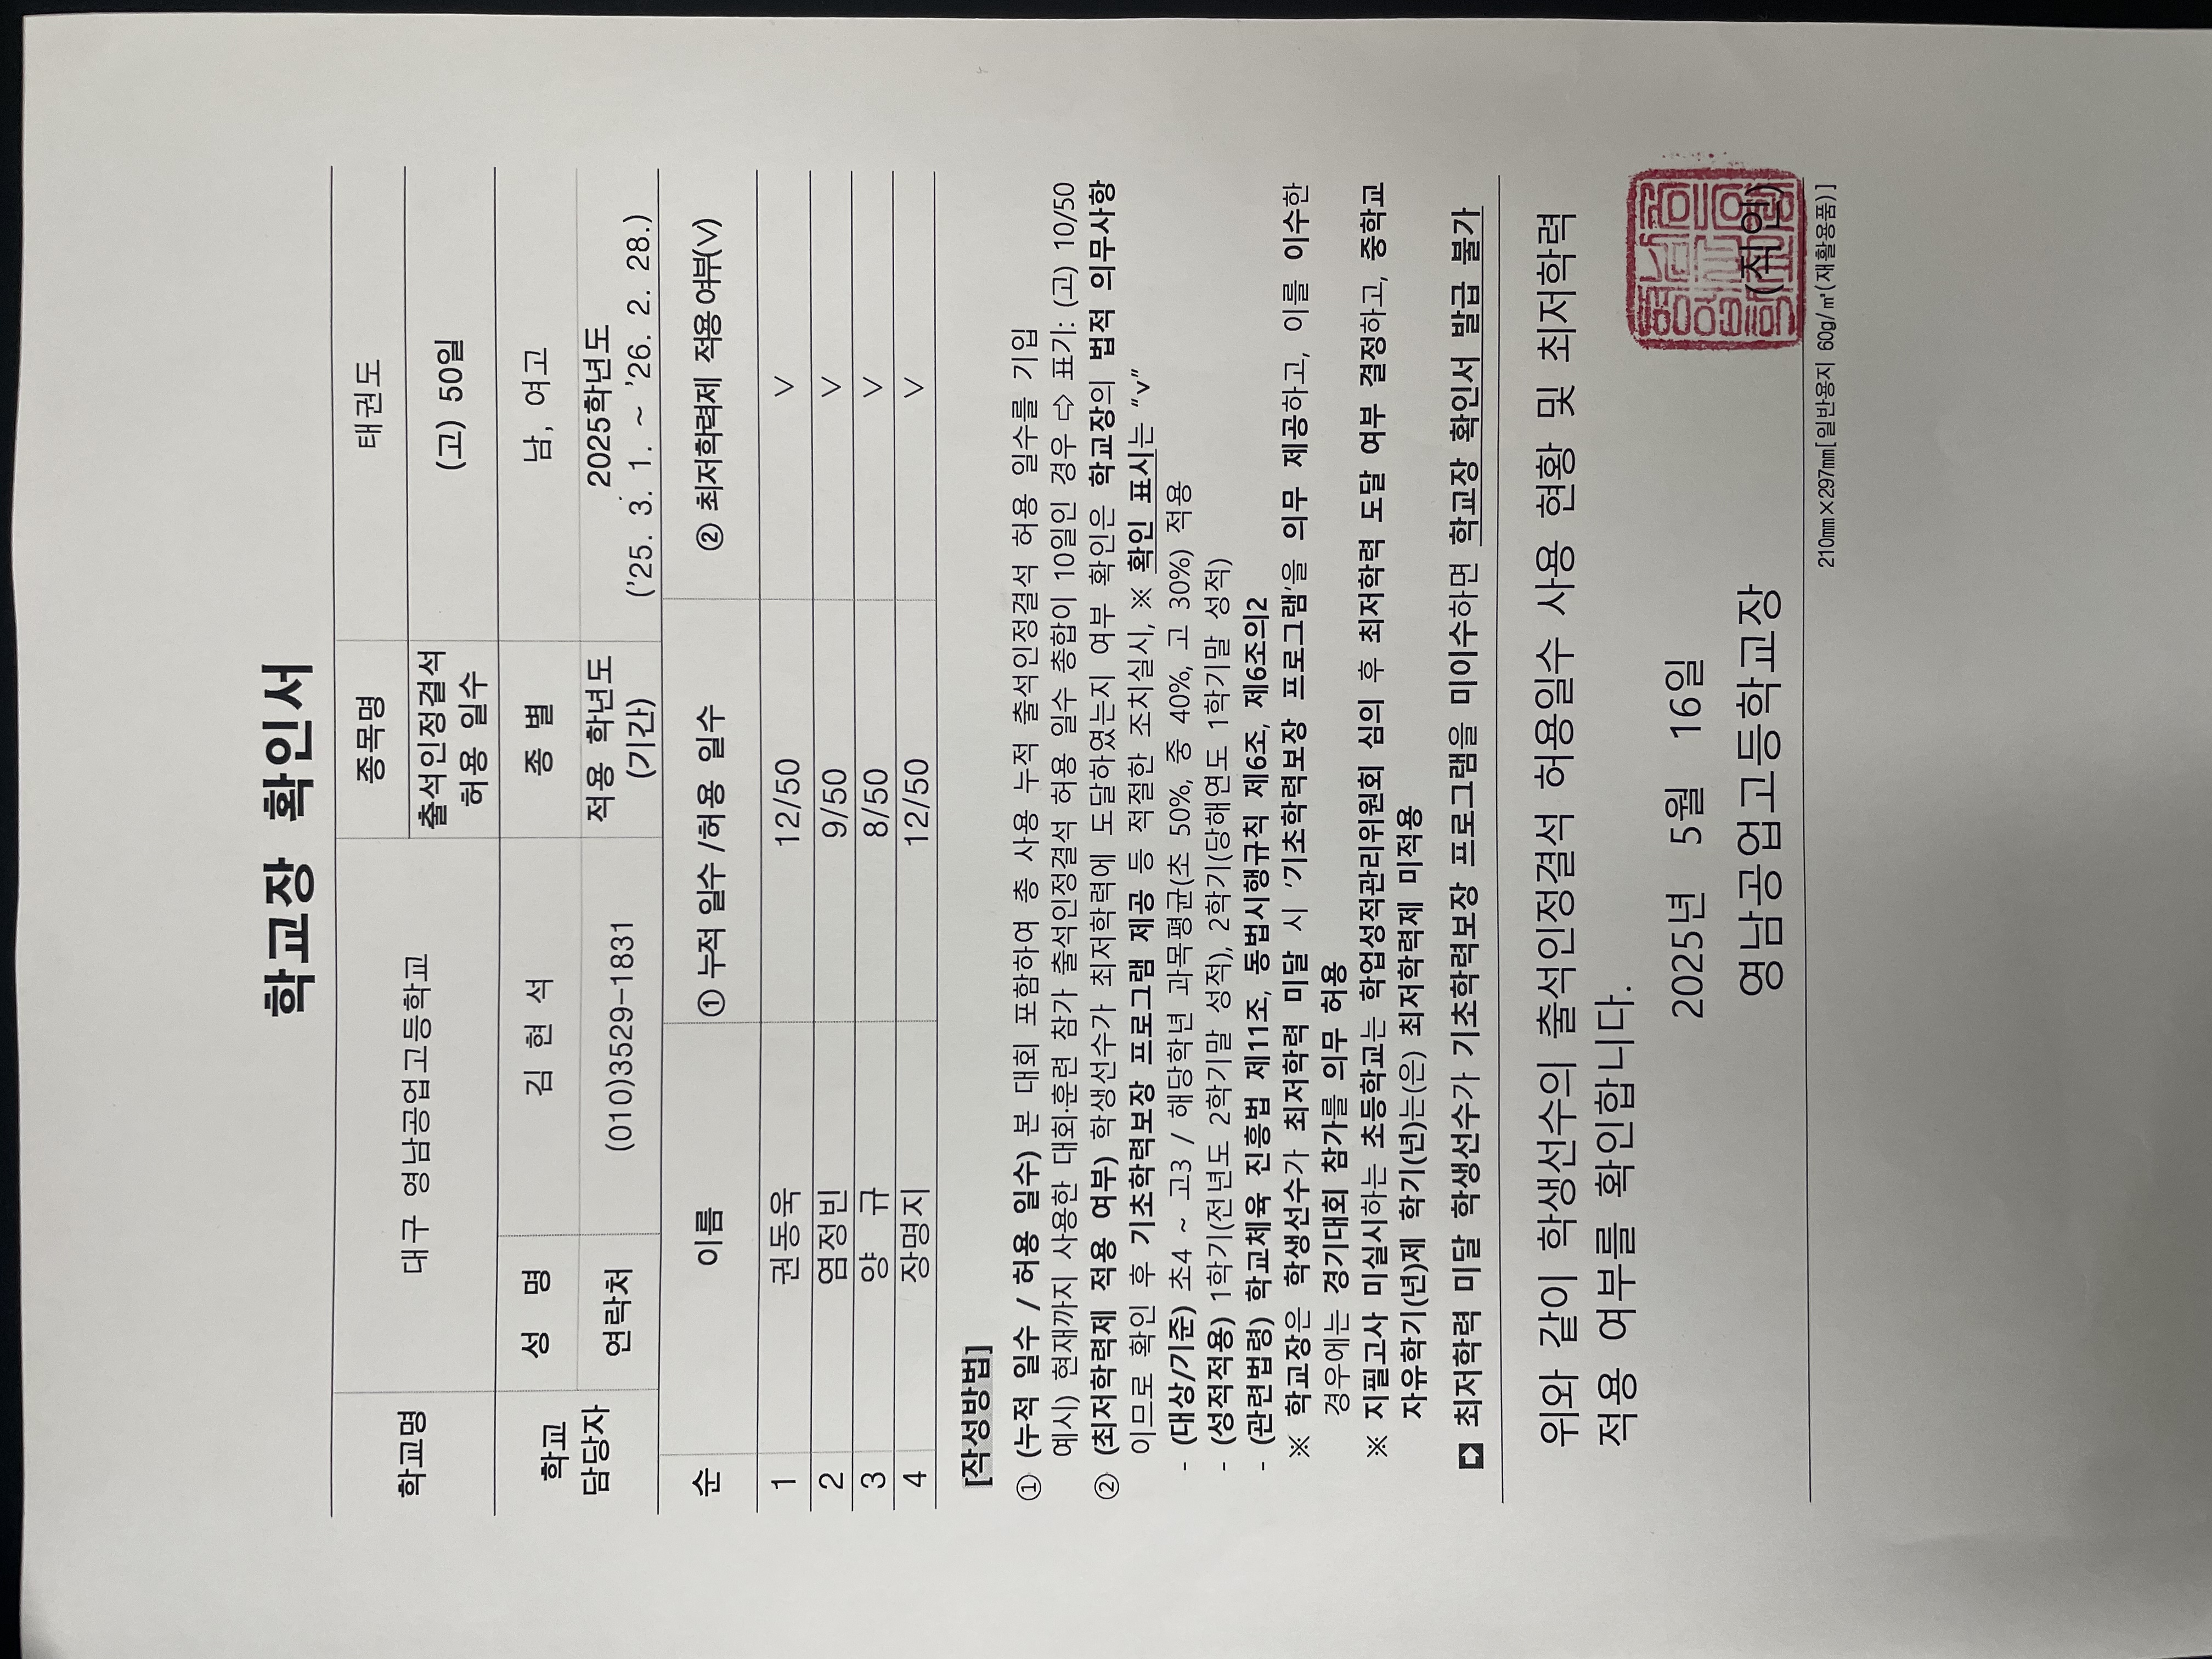 학교장 확인서
학교명 대구 영남공업고등학교 종목명 태권도
출석인정결석 허용 일수 (고) 50일
학교 담당자 성 명 김 현 석 종 별 남, 여고
연락처 (010)3529-1831 적용 학년도 (기간) 2025학년도 ('25. 3. 1. ~ '26. 2. 28.)
순 이름 ① 누적 일수 /허용 일수 ② 최저학력제 적용 여부(∨)
1 권동욱 12/50 ∨
2 염정빈 9/50 ∨
3 양 규 8/50 ∨
4 장명지 12/50 ∨
[작성방법]
① (누적 일수 / 허용 일수) 본 대회 포함하여 총 사용 누적 출석인정결석 허용 일수를 기입
예시) 현재까지 사용한 대회·훈련 참가 출석인정결석 허용 일수 총합이 10일인 경우 ⇨ 표기: (고) 10/50
② (최저학력제 적용 여부) 학생선수가 최저학력에 도달하였는지 여부 확인은 학교장의 법적 의무사항
이므로 확인 후 기초학력보장 프로그램 제공 등 적절한 조치실시, ※ 확인 표시는 "v"
- (대상/기준) 초4 ~ 고3 / 해당학년 과목평균(초 50%, 중 40%, 고 30%) 적용
- (성적적용) 1학기(전년도 2학기말 성적), 2학기(당해연도 1학기말 성적)
- (관련법령) 학교체육 진흥법 제11조, 동법시행규칙 제6조, 제6조의2
※ 학교장은 학생선수가 최저학력 미달 시 '기초학력보장 프로그램'을 의무 제공하고, 이를 이수한
경우에는 경기대회 참가를 의무 허용
※ 지필고사 미실시하는 초등학교는 학업성적관리위원회 심의 후 최저학력 도달 여부 결정하고, 중학교
자유학기(년)제 학기(년)는(은) 최저학력제 미적용
➡ 최저학력 미달 학생선수가 기초학력보장 프로그램을 미이수하면 학교장 확인서 발급 불가
위와 같이 학생선수의 출석인정결석 허용일수 사용 현황 및 최저학력
적용 여부를 확인합니다.
2025년 5월 16일
영남공업고등학교장 (직인)
210㎜×297㎜[일반용지 60g/㎡(재활용품)]